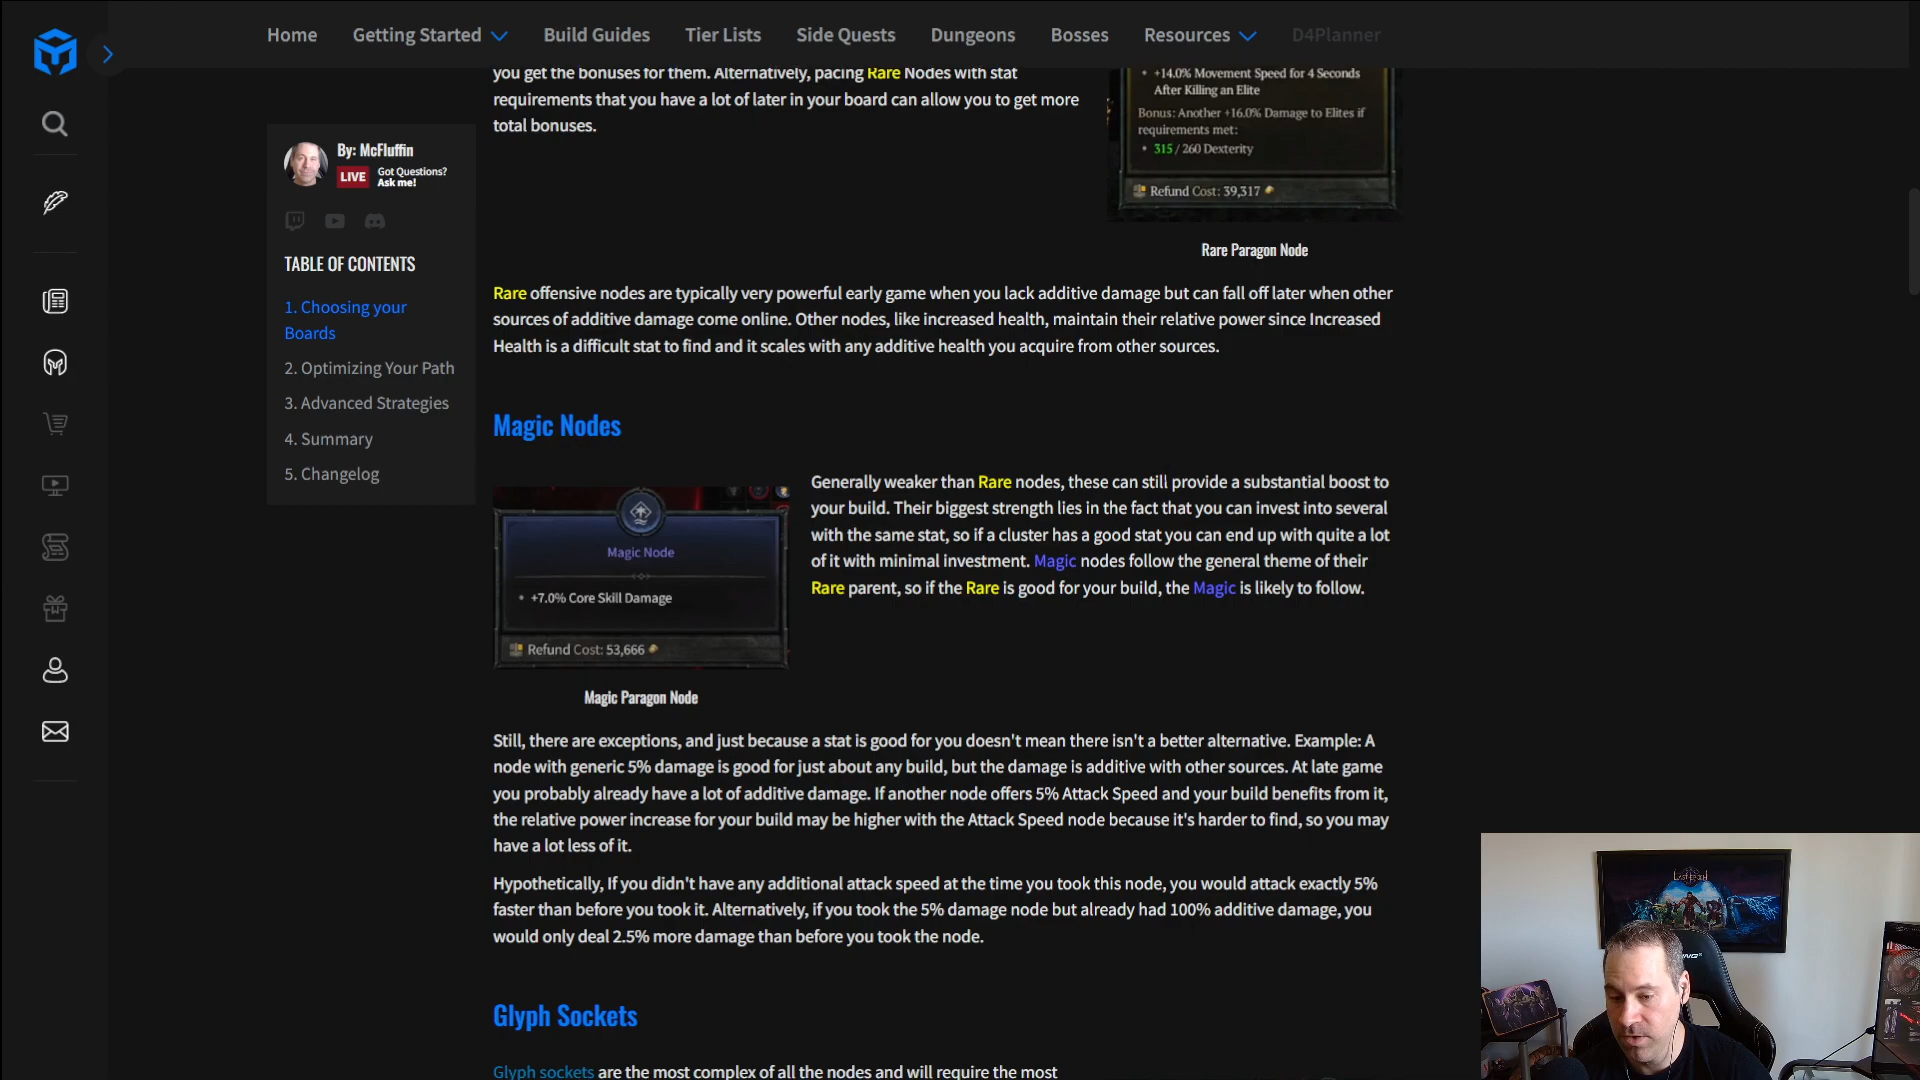 Home
Getting Started
Build Guides
Tier Lists
Side Quests
Dungeons
Bosses
Resources
D4Planner
you get the bonuses for them. Alternatively, pacing Rare Nodes with stat
requirements that you have a lot of later in your board can allow you to get more
total bonuses.
+14.0% Movement Speed for 4 Seconds
After Killing an Elite
Bonus: Another +16.0% Damage to Elites if
requirements met:
315 / 260 Dexterity
Refund Cost: 39,317
Rare Paragon Node
By: McFluffin
LIVE
Got Questions?
Ask me!
TABLE OF CONTENTS
1. Choosing your
Boards
2. Optimizing Your Path
3. Advanced Strategies
4. Summary
5. Changelog
Rare offensive nodes are typically very powerful early game when you lack additive damage but can fall off later when other
sources of additive damage come online. Other nodes, like increased health, maintain their relative power since Increased
Health is a difficult stat to find and it scales with any additive health you acquire from other sources.
Magic Nodes
Magic Node
+7.0% Core Skill Damage
Refund Cost: 53,666
Magic Paragon Node
Generally weaker than Rare nodes, these can still provide a substantial boost to
your build. Their biggest strength lies in the fact that you can invest into several
with the same stat, so if a cluster has a good stat you can end up with quite a lot
of it with minimal investment. Magic nodes follow the general theme of their
Rare parent, so if the Rare is good for your build, the Magic is likely to follow.
Still, there are exceptions, and just because a stat is good for you doesn't mean there isn't a better alternative. Example: A
node with generic 5% damage is good for just about any build, but the damage is additive with other sources. At late game
you probably already have a lot of additive damage. If another node offers 5% Attack Speed and your build benefits from it,
the relative power increase for your build may be higher with the Attack Speed node because it's harder to find, so you may
have a lot less of it.
Hypothetically, If you didn't have any additional attack speed at the time you took this node, you would attack exactly 5%
faster than before you took it. Alternatively, if you took the 5% damage node but already had 100% additive damage, you
would only deal 2.5% more damage than before you took the node.
Glyph Sockets
Glyph sockets are the most complex of all the nodes and will require the most
LAST EPOCH